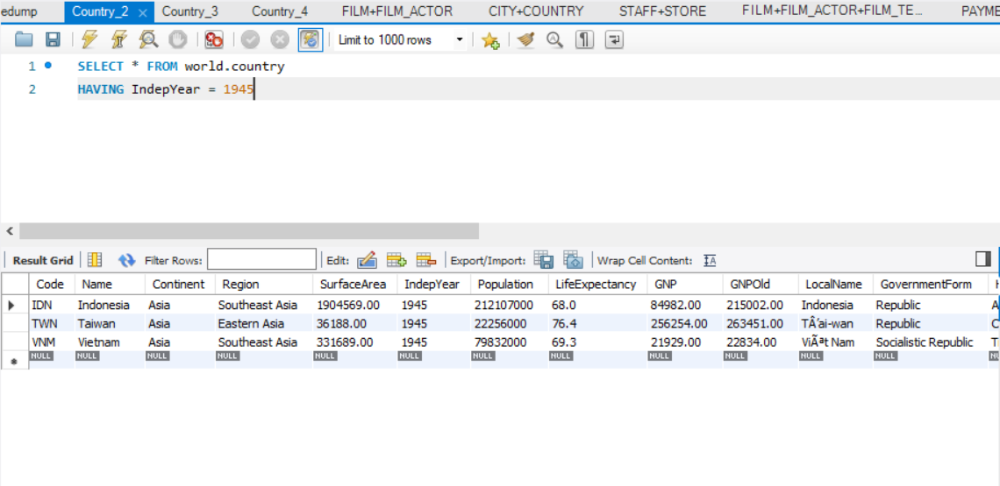 edump Country_2 × Country_3 Country_4 FILM+FILM_ACTOR CITY+COUNTRY STAFF+STORE FILM+FILM_ACTOR+FILM_TE... PAYME
Limit to 1000 rows
1 SELECT * FROM world.country
2 HAVING IndepYear = 1945
Result Grid Filter Rows: Edit: Export/Import: Wrap Cell Content: IA
Code Name Continent Region SurfaceArea IndepYear Population LifeExpectancy GNP GNPOld LocalName GovernmentForm
IDN Indonesia Asia Southeast Asia 1904569.00 1945 212107000 68.0 84982.00 215002.00 Indonesia Republic A
TWN Taiwan Asia Eastern Asia 36188.00 1945 22256000 76.4 256254.00 263451.00 TÂ´ai-wan Republic C
VNM Vietnam Asia Southeast Asia 331689.00 1945 79832000 69.3 21929.00 22834.00 ViÃªt Nam Socialistic Republic T
NULL NULL NULL NULL NULL NULL NULL NULL NULL NULL NULL NULL